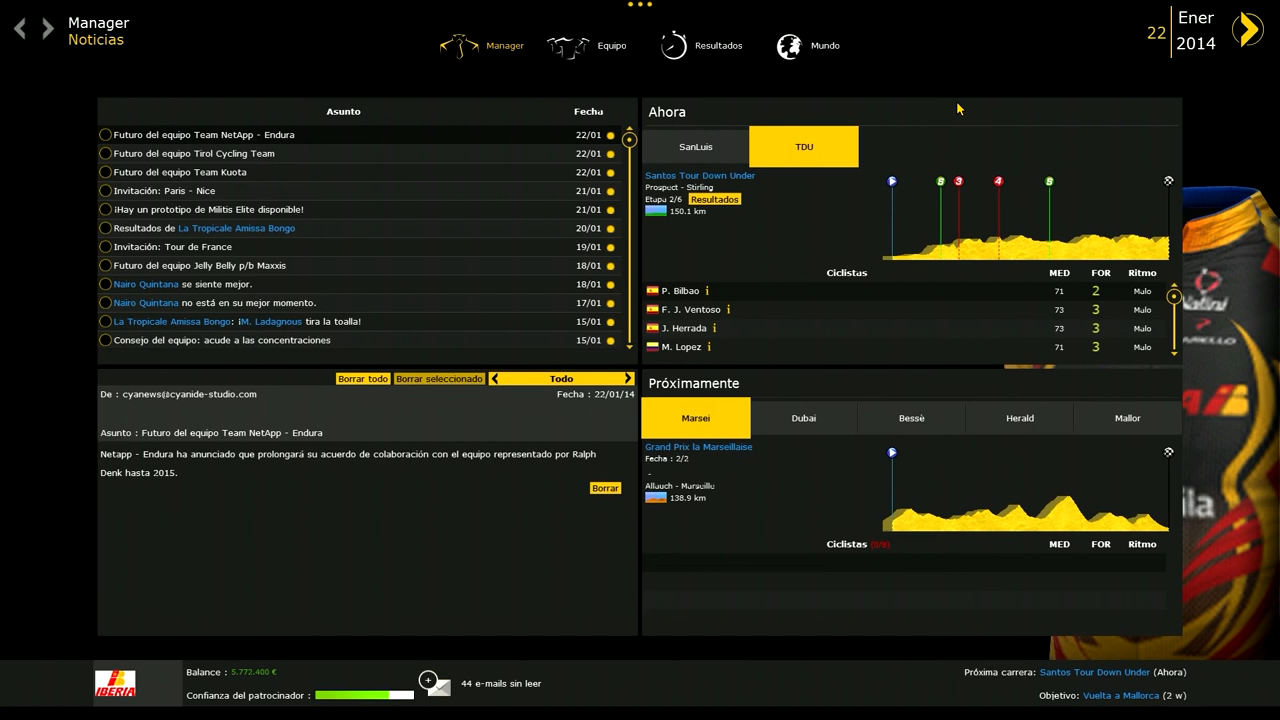 Manager
Noticias
Manager
Equipo
Resultados
Mundo
22
Ener
2014
Asunto
Fecha
Futuro del equipo Team NetApp - Endura 22/01
Futuro del equipo Tirol Cycling Team 22/01
Futuro del equipo Team Kuota 22/01
Invitación: Paris - Nice 21/01
¡Hay un prototipo de Militis Elite disponible! 21/01
Resultados de La Tropicale Amissa Bongo 20/01
Invitación: Tour de France 19/01
Futuro del equipo Jelly Belly p/b Maxxis 18/01
Nairo Quintana se siente mejor. 18/01
Nairo Quintana no está en su mejor momento. 17/01
La Tropicale Amissa Bongo: ¡M. Ladagnous tira la toalla! 15/01
Consejo del equipo: acude a las concentraciones 15/01
Borrar todo
Borrar seleccionado
Todo
De : cyanews@cyanide-studio.com
Fecha : 22/01/14
Asunto : Futuro del equipo Team NetApp - Endura
Netapp - Endura ha anunciado que prolongará su acuerdo de colaboración con el equipo representado por Ralph
Denk hasta 2015.
Borrar
Ahora
SanLuis
TDU
Santos Tour Down Under
Prospect - Stirling
Etapa 2/6 Resultados
150.1 km
S 3 4 S
Ciclistas MED FOR Ritmo
P. Bilbao i 71 2 Mulo
F. J. Ventoso i 73 3 Mulo
J. Herrada i 73 3 Mulo
M. Lopez i 71 3 Mulo
Próximamente
Marsei
Dubai
Bessè
Herald
Mallor
Grand Prix la Marseillaise
Fecha : 2/2
-
Allauch - Marseille
138.9 km
Ciclistas (0/8) MED FOR Ritmo
IBERIA
Balance : 5.772.400 €
Confianza del patrocinador :
44 e-mails sin leer
Próxima carrera: Santos Tour Down Under (Ahora)
Objetivo: Vuelta a Mallorca (2 w)